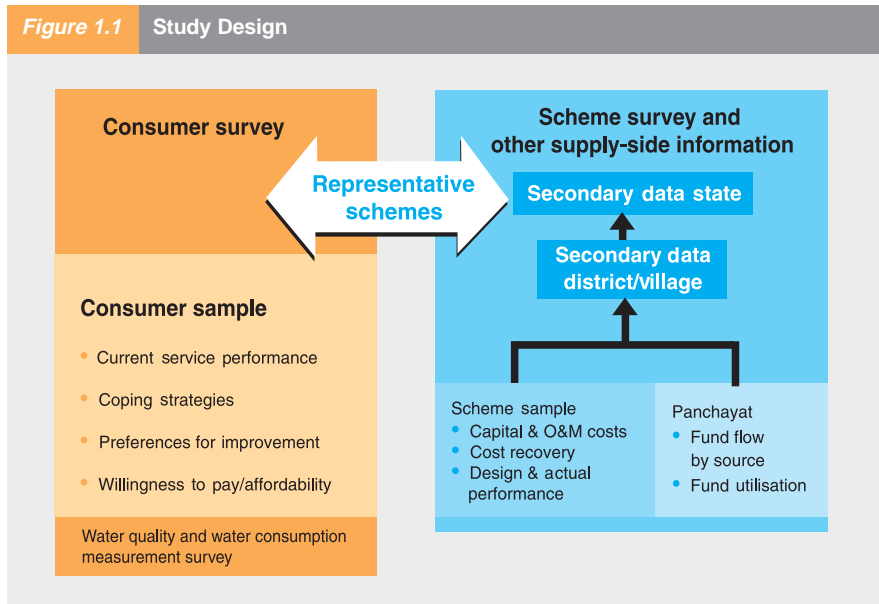 Figure 1.1
Study Design
Consumer survey
Consumer sample
• Current service performance
• Coping strategies
• Preferences for improvement
• Willingness to pay/affordability
Water quality and water consumption
measurement survey
Representative
schemes
Scheme survey and
other supply-side information
Secondary data state
Secondary data
district/village
Scheme sample
• Capital & O&M costs
• Cost recovery
• Design & actual
performance
Panchayat
• Fund flow
by source
• Fund utilisation